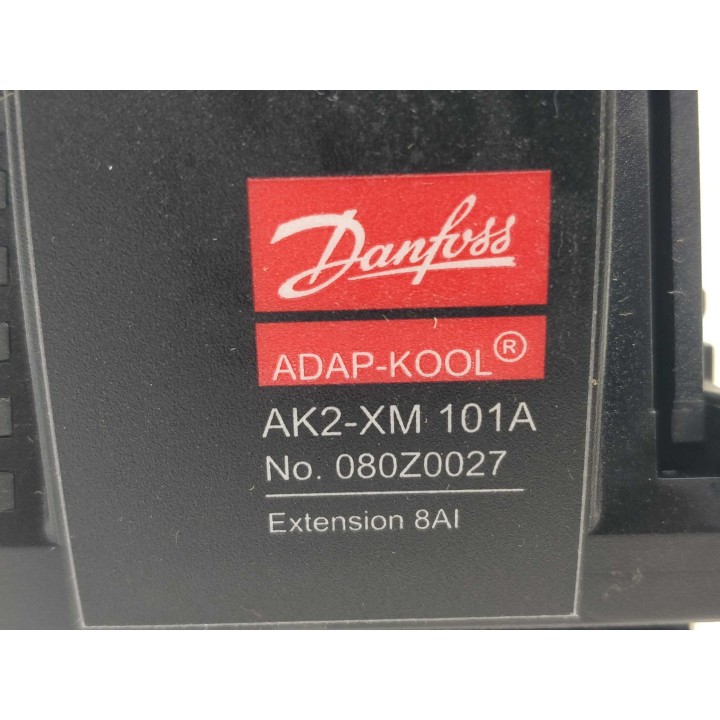 Danfoss
ADAP-KOOL®
AK2-XM 101A
No. 080Z0027
Extension 8AI